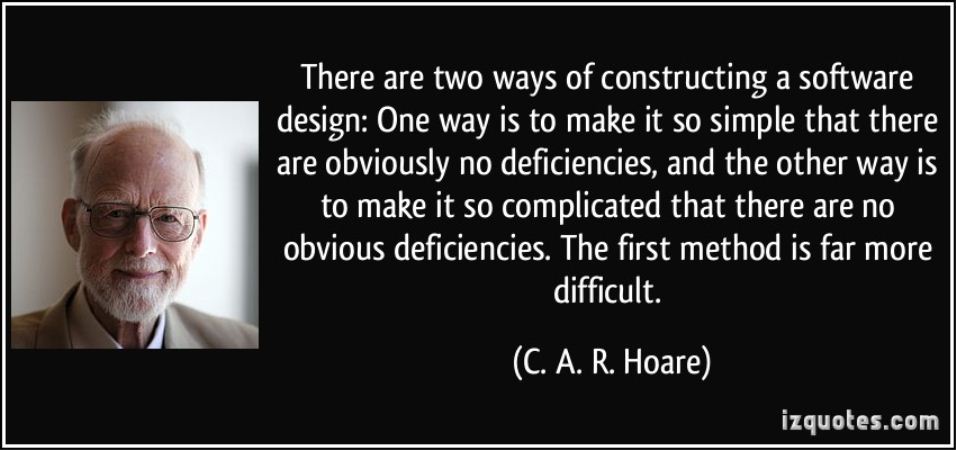 There are two ways of constructing a software
design: One way is to make it so simple that there
are obviously no deficiencies, and the other way is
to make it so complicated that there are no
obvious deficiencies. The first method is far more
difficult.
(C. A. R. Hoare)
izquotes.com